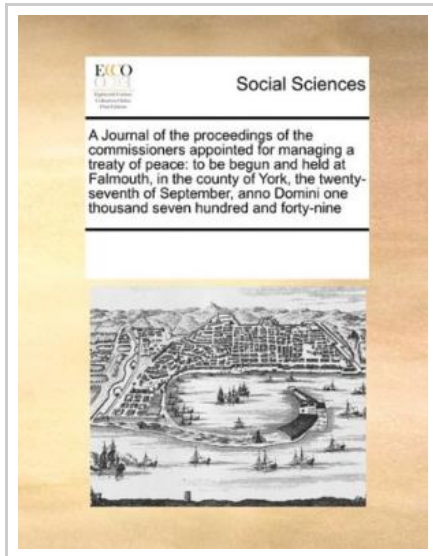 ECCO
Social Sciences
A Journal of the proceedings of the
commissioners appointed for managing a
treaty of peace: to be begun and held at
Falmouth, in the county of York, the twenty-
seventh of September, anno Domini one
thousand seven hundred and forty-nine